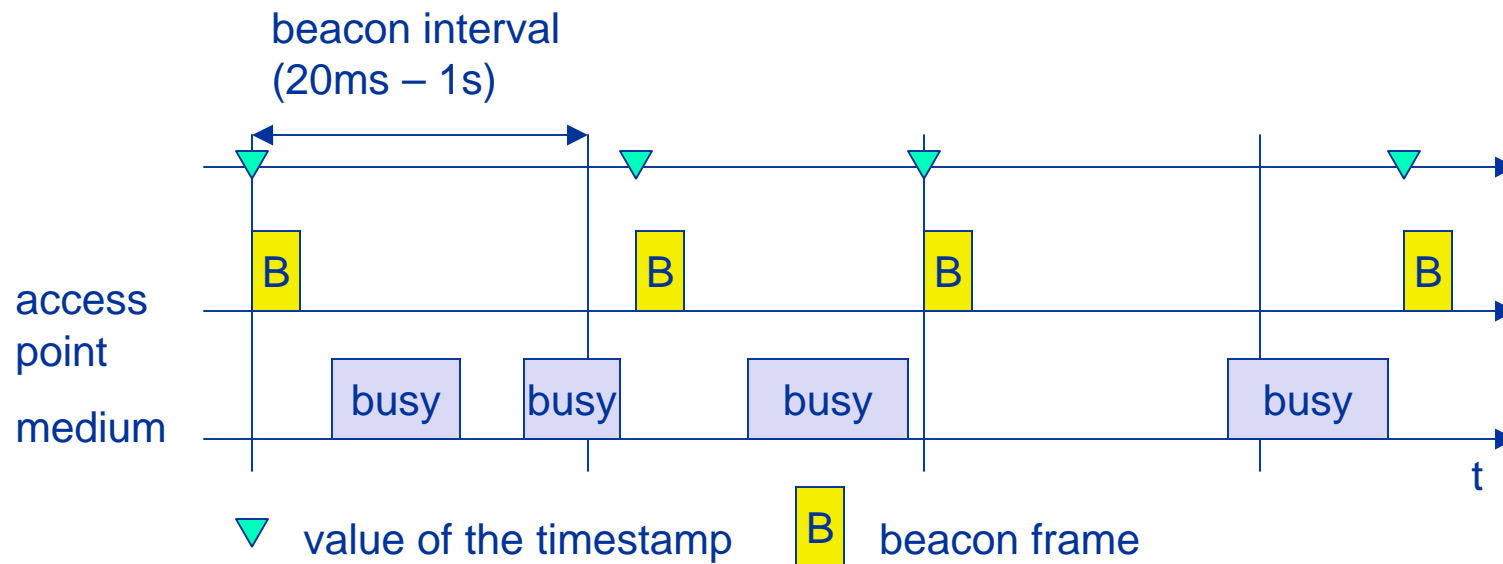 beacon interval
(20ms – 1s)
B
B
B
B
access
point
busy
busy
busy
busy
medium
t
value of the timestamp
B
beacon frame